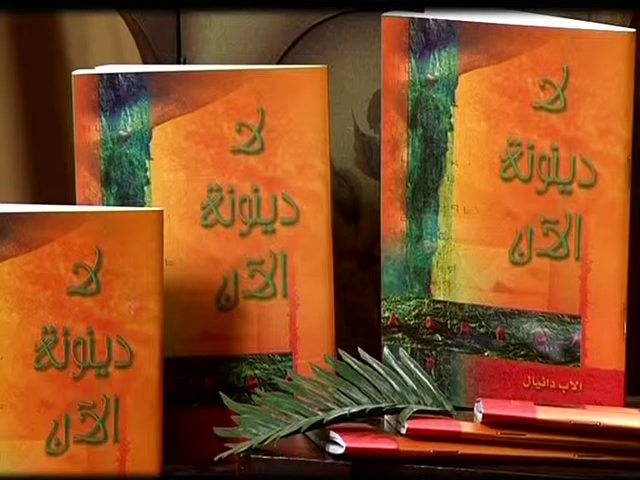 لا
دينونة
الآن
لا
دينونة
الآن
لا
دينونة
الآن
الأب دانيال